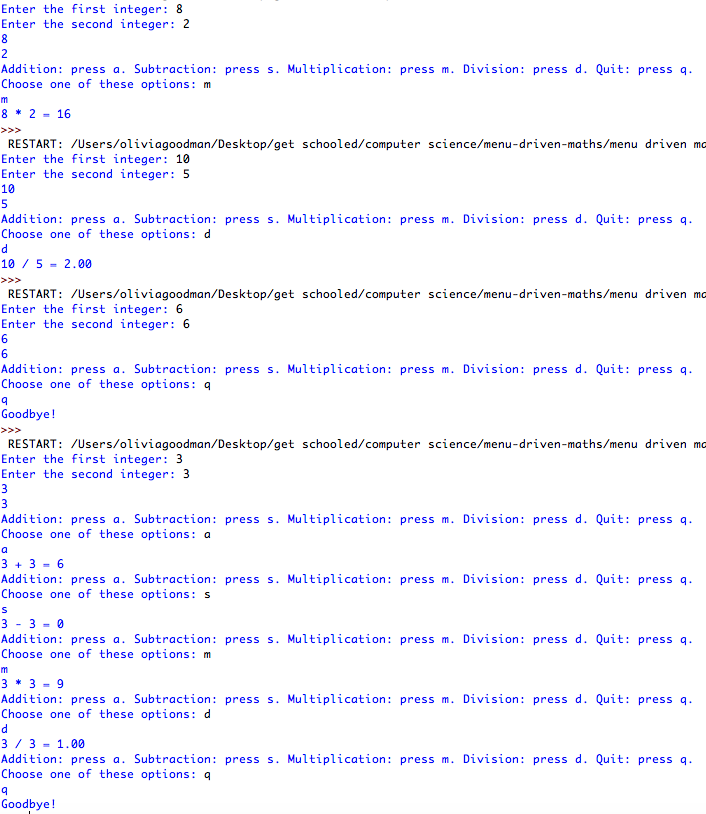 Enter the first integer: 8
Enter the second integer: 2
8
2
Addition: press a. Subtraction: press s. Multiplication: press m. Division: press d. Quit: press q.
Choose one of these options: m
m
8 * 2 = 16
>>>
 RESTART: /Users/oliviagoodman/Desktop/get schooled/computer science/menu-driven-maths/menu driven ma
Enter the first integer: 10
Enter the second integer: 5
10
5
Addition: press a. Subtraction: press s. Multiplication: press m. Division: press d. Quit: press q.
Choose one of these options: d
d
10 / 5 = 2.00
>>>
 RESTART: /Users/oliviagoodman/Desktop/get schooled/computer science/menu-driven-maths/menu driven ma
Enter the first integer: 6
Enter the second integer: 6
6
6
Addition: press a. Subtraction: press s. Multiplication: press m. Division: press d. Quit: press q.
Choose one of these options: q
q
Goodbye!
>>>
 RESTART: /Users/oliviagoodman/Desktop/get schooled/computer science/menu-driven-maths/menu driven ma
Enter the first integer: 3
Enter the second integer: 3
3
3
Addition: press a. Subtraction: press s. Multiplication: press m. Division: press d. Quit: press q.
Choose one of these options: a
a
3 + 3 = 6
Addition: press a. Subtraction: press s. Multiplication: press m. Division: press d. Quit: press q.
Choose one of these options: s
s
3 - 3 = 0
Addition: press a. Subtraction: press s. Multiplication: press m. Division: press d. Quit: press q.
Choose one of these options: m
m
3 * 3 = 9
Addition: press a. Subtraction: press s. Multiplication: press m. Division: press d. Quit: press q.
Choose one of these options: d
d
3 / 3 = 1.00
Addition: press a. Subtraction: press s. Multiplication: press m. Division: press d. Quit: press q.
Choose one of these options: q
q
Goodbye!